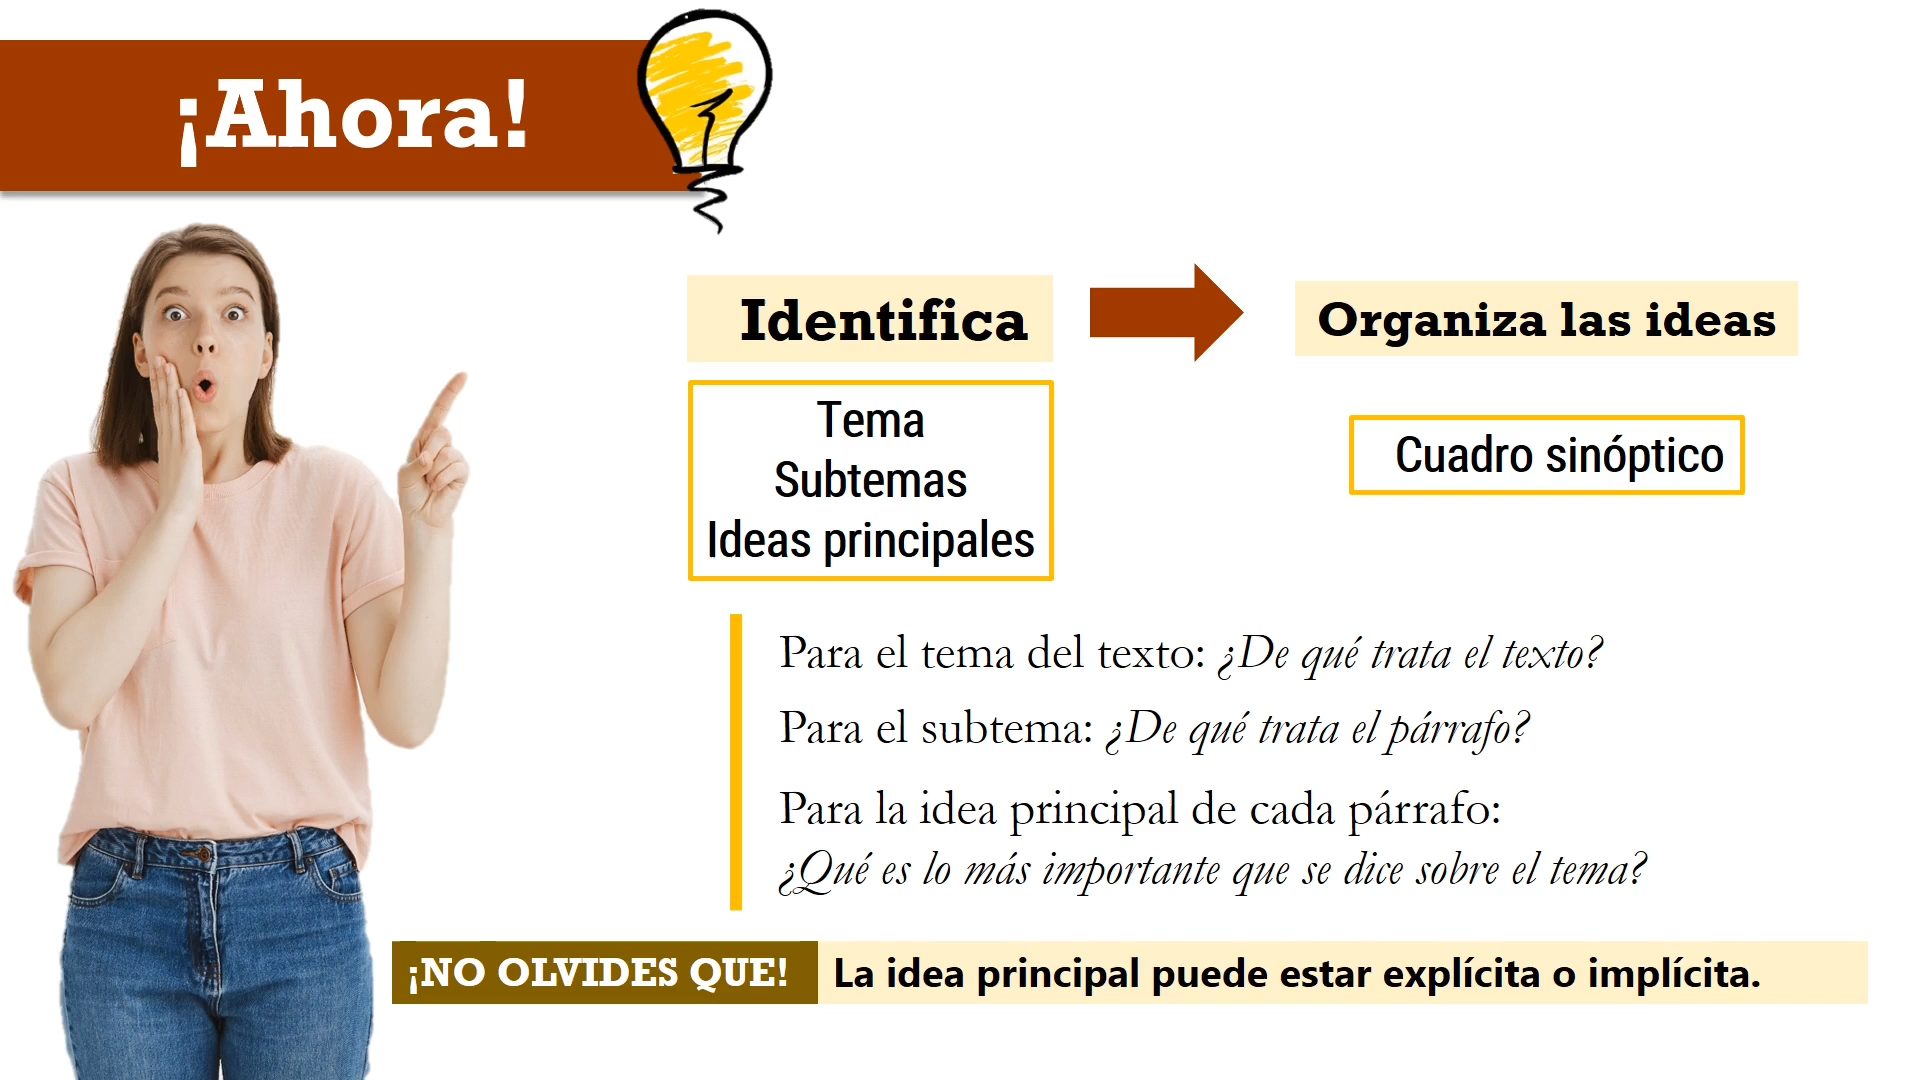 ¡Ahora!
Identifica
Organiza las ideas
Tema
Subtemas
Ideas principales
Cuadro sinóptico
Para el tema del texto: ¿De qué trata el texto?
Para el subtema: ¿De qué trata el párrafo?
Para la idea principal de cada párrafo:
¿Qué es lo más importante que se dice sobre el tema?
¡NO OLVIDES QUE! La idea principal puede estar explícita o implícita.